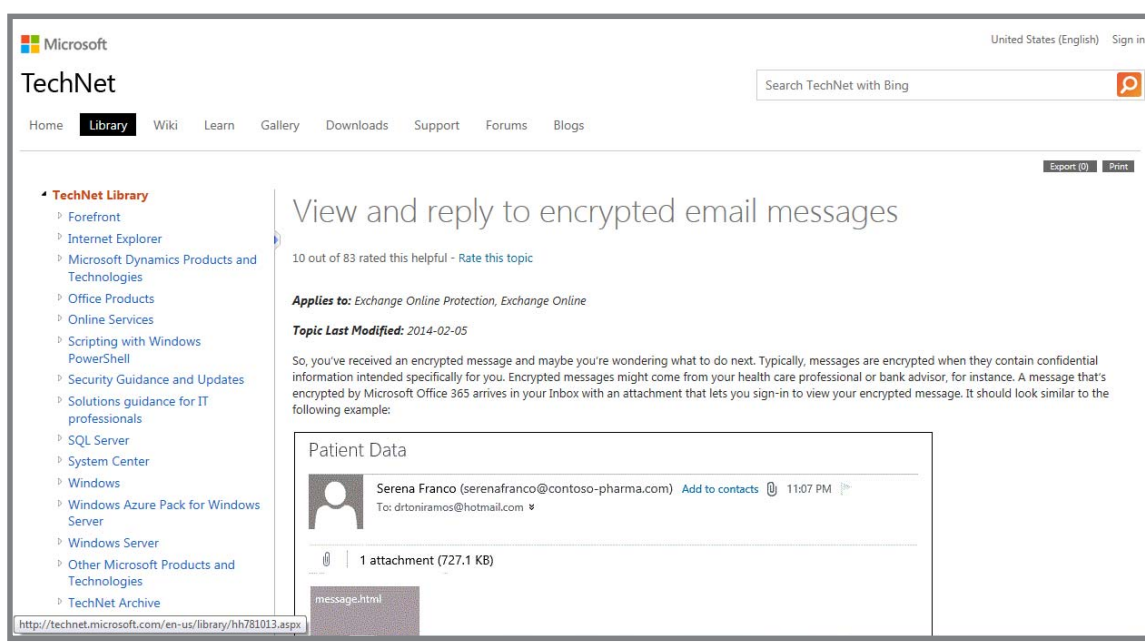 Microsoft
United States (English) Sign in
TechNet
Search TechNet with Bing
Home Library Wiki Learn Gallery Downloads Support Forums Blogs
Export (0) Print
TechNet Library
Forefront
Internet Explorer
Microsoft Dynamics Products and
Technologies
Office Products
Online Services
Scripting with Windows
PowerShell
Security Guidance and Updates
Solutions guidance for IT
professionals
SQL Server
System Center
Windows
Windows Azure Pack for Windows
Server
Windows Server
Other Microsoft Products and
Technologies
TechNet Archive
http://technet.microsoft.com/en-us/library/hh781013.aspx
View and reply to encrypted email messages
10 out of 83 rated this helpful - Rate this topic
Applies to: Exchange Online Protection, Exchange Online
Topic Last Modified: 2014-02-05
So, you've received an encrypted message and maybe you're wondering what to do next. Typically, messages are encrypted when they contain confidential
information intended specifically for you. Encrypted messages might come from your health care professional or bank advisor, for instance. A message that's
encrypted by Microsoft Office 365 arrives in your Inbox with an attachment that lets you sign-in to view your encrypted message. It should look similar to the
following example:
Patient Data
Serena Franco (serenafranco@contoso-pharma.com) Add to contacts 11:07 PM
To: drtoniramos@hotmail.com
1 attachment (727.1 KB)
message.html